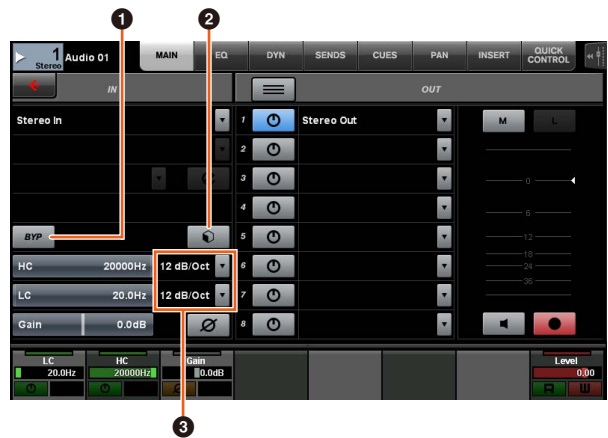 1 2
1 Stereo Audio 01 MAIN EQ DYN SENDS CUES PAN INSERT QUICK CONTROL
IN OUT
Stereo In 1 Stereo Out M L
2
3 0
4 6
BYP 5 12
18
HC 20000Hz 12 dB/Oct 6 24
36
LC 20.0Hz 12 dB/Oct 7
Gain 0.0dB Ø 8
LC HC Gain Level
20.0Hz 20000Hz 0.0dB 0.00
Ø R W
3